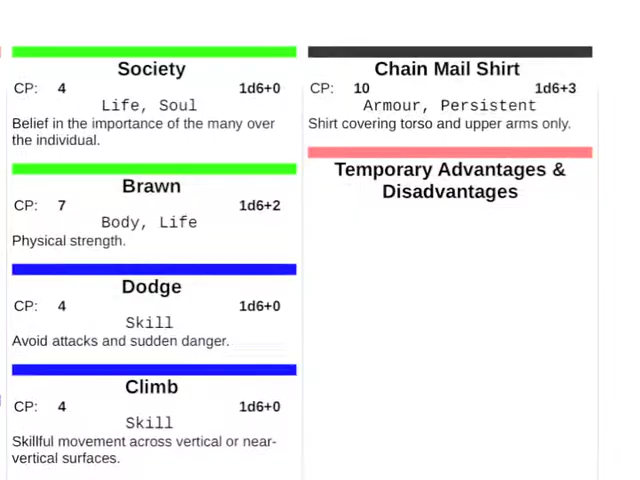 Society
CP: 4 1d6+0
Life, Soul
Belief in the importance of the many over
the individual.
Brawn
CP: 7 1d6+2
Body, Life
Physical strength.
Dodge
CP: 4 1d6+0
Skill
Avoid attacks and sudden danger.
Climb
CP: 4 1d6+0
Skill
Skillful movement across vertical or near-
vertical surfaces.
Chain Mail Shirt
CP: 10 1d6+3
Armour, Persistent
Shirt covering torso and upper arms only.
Temporary Advantages &
Disadvantages